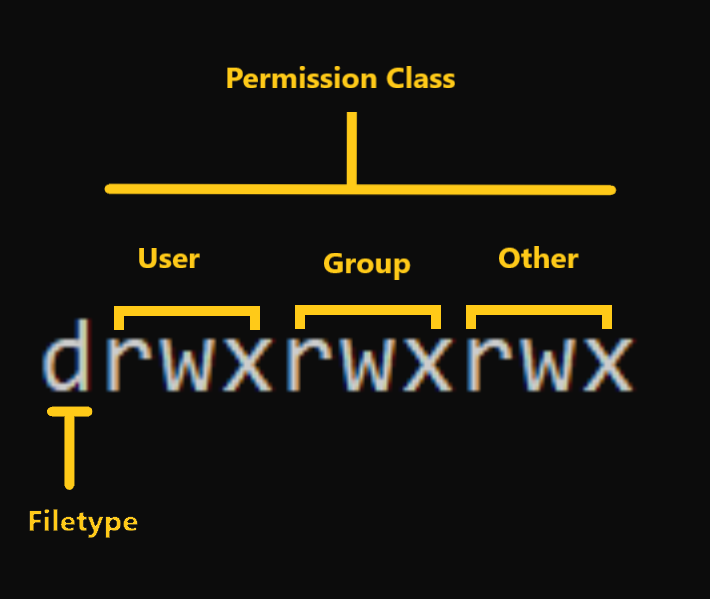 Permission Class
User Group Other
drwxrwxrwx
Filetype